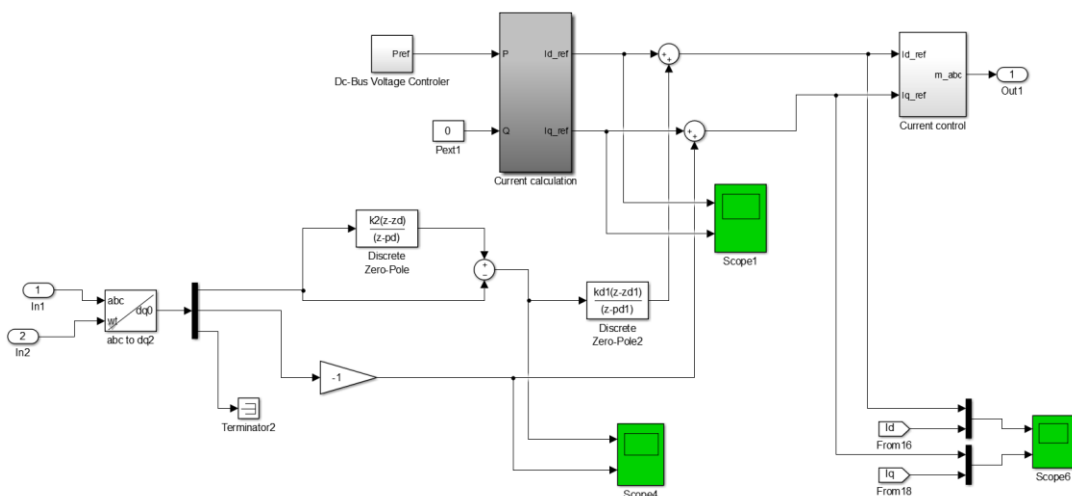 Pref
Dc-Bus Voltage Controler
0
Pext1
P
Q
Id_ref
Iq_ref
Current calculation
+
+
+
+
Id_ref
Iq_ref
m_abc
Current control
1
Out1
Scope1
k2(z-zd)
(z-pd)
Discrete
Zero-Pole
+
−
kd1(z-zd1)
(z-pd1)
Discrete
Zero-Pole2
1
In1
2
In2
abc
wt
dq0
abc to dq2
-1
Terminator2
Scope4
Id
From16
Iq
From18
Scope6